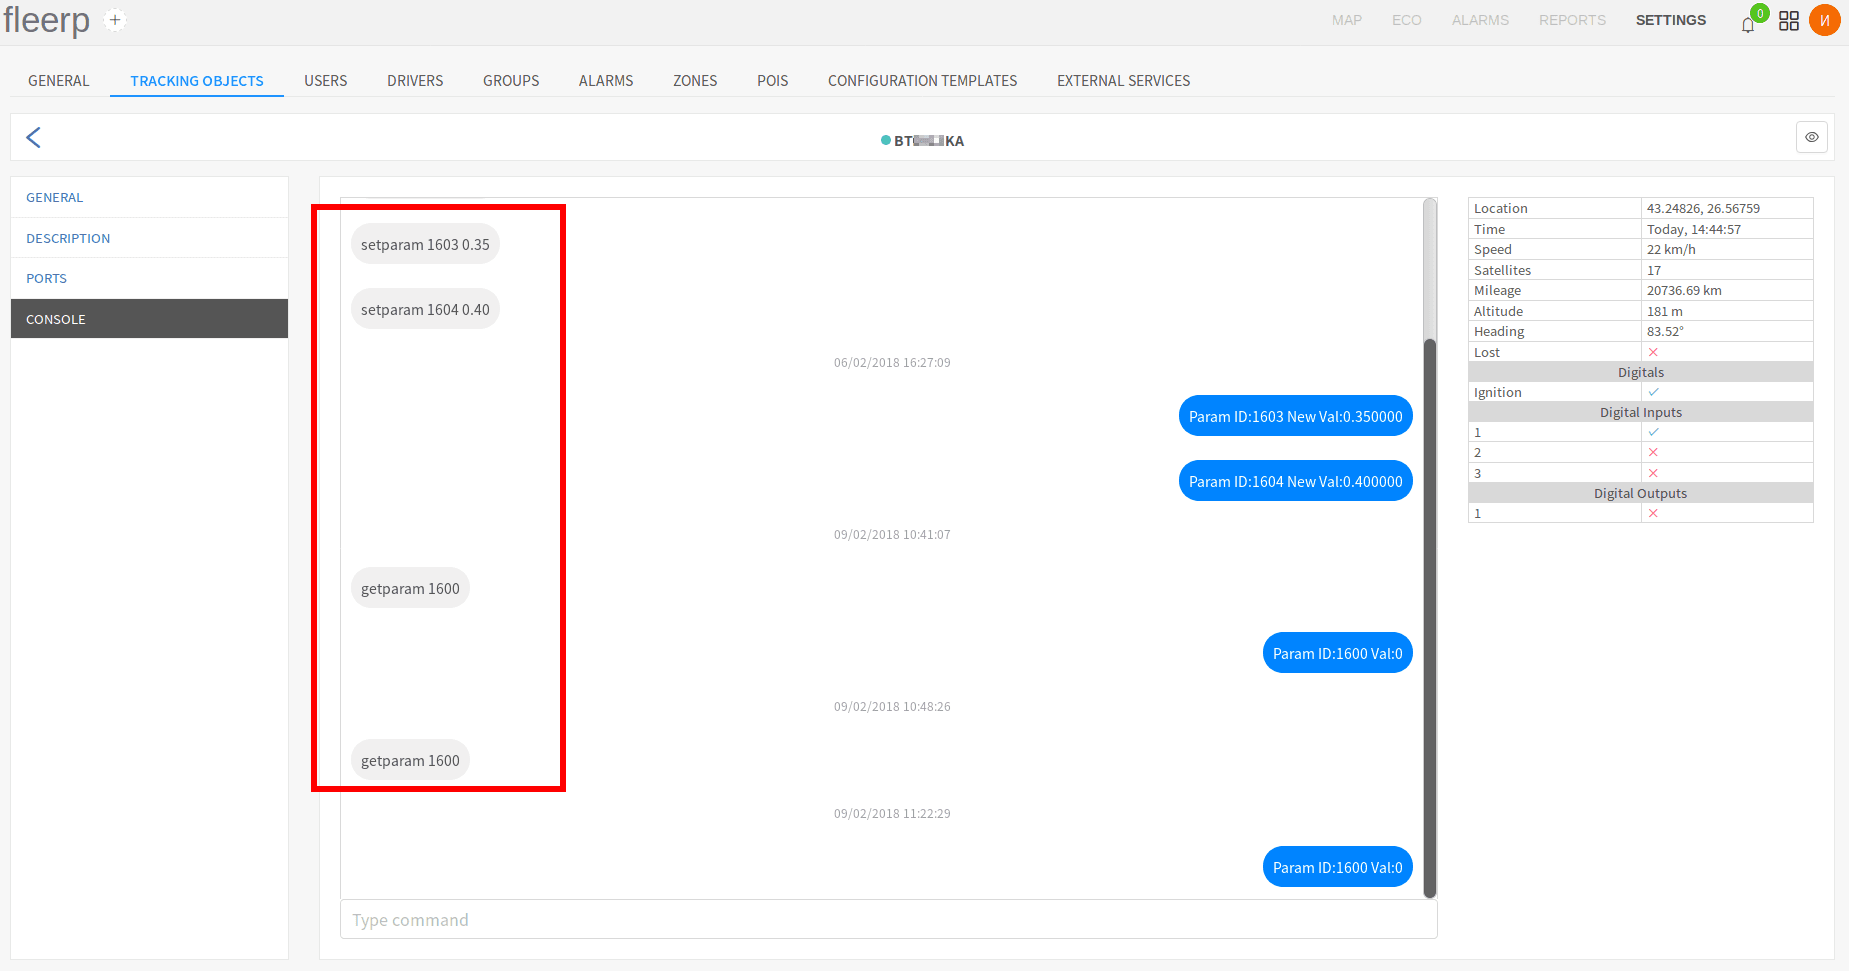 fleerp +
MAP ECO ALARMS REPORTS SETTINGS 0 И
GENERAL TRACKING OBJECTS USERS DRIVERS GROUPS ALARMS ZONES POIS CONFIGURATION TEMPLATES EXTERNAL SERVICES
BT KA
GENERAL
DESCRIPTION
PORTS
CONSOLE
setparam 1603 0.35
setparam 1604 0.40
06/02/2018 16:27:09
Param ID:1603 New Val:0.350000
Param ID:1604 New Val:0.400000
09/02/2018 10:41:07
getparam 1600
Param ID:1600 Val:0
09/02/2018 10:48:26
getparam 1600
09/02/2018 11:22:29
Param ID:1600 Val:0
Type command
Location 43.24826, 26.56759
Time Today, 14:44:57
Speed 22 km/h
Satellites 17
Mileage 20736.69 km
Altitude 181 m
Heading 83.52°
Lost
Digitals
Ignition
Digital Inputs
1
2
3
Digital Outputs
1